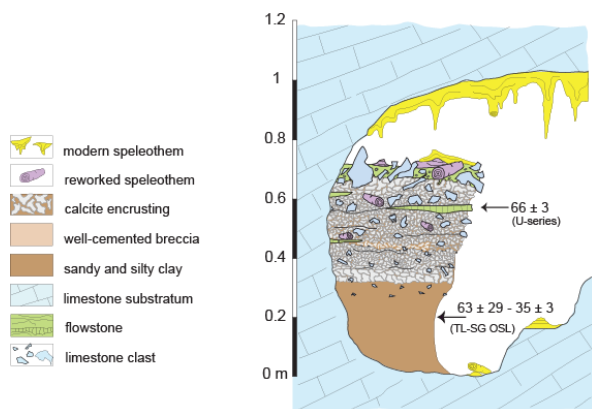 modern speleothem
reworked speleothem
calcite encrusting
well-cemented breccia
sandy and silty clay
limestone substratum
flowstone
limestone clast
1.2
1
0.8
0.6
0.4
0.2
0 m
66 ± 3
(U-series)
63 ± 29 - 35 ± 3
(TL-SG OSL)